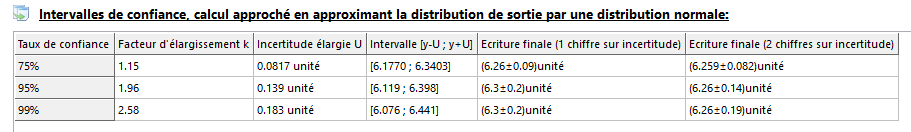 Intervalles de confiance, calcul approché en approximant la distribution de sortie par une distribution normale:
Taux de confiance Facteur d'élargissement k Incertitude élargie U Intervalle [y-U ; y+U] Ecriture finale (1 chiffre sur incertitude) Ecriture finale (2 chiffres sur incertitude)
75% 1.15 0.0817 unité [6.1770 ; 6.3403] (6.26±0.09)unité (6.259±0.082)unité
95% 1.96 0.139 unité [6.119 ; 6.398] (6.3±0.2)unité (6.26±0.14)unité
99% 2.58 0.183 unité [6.076 ; 6.441] (6.3±0.2)unité (6.26±0.19)unité